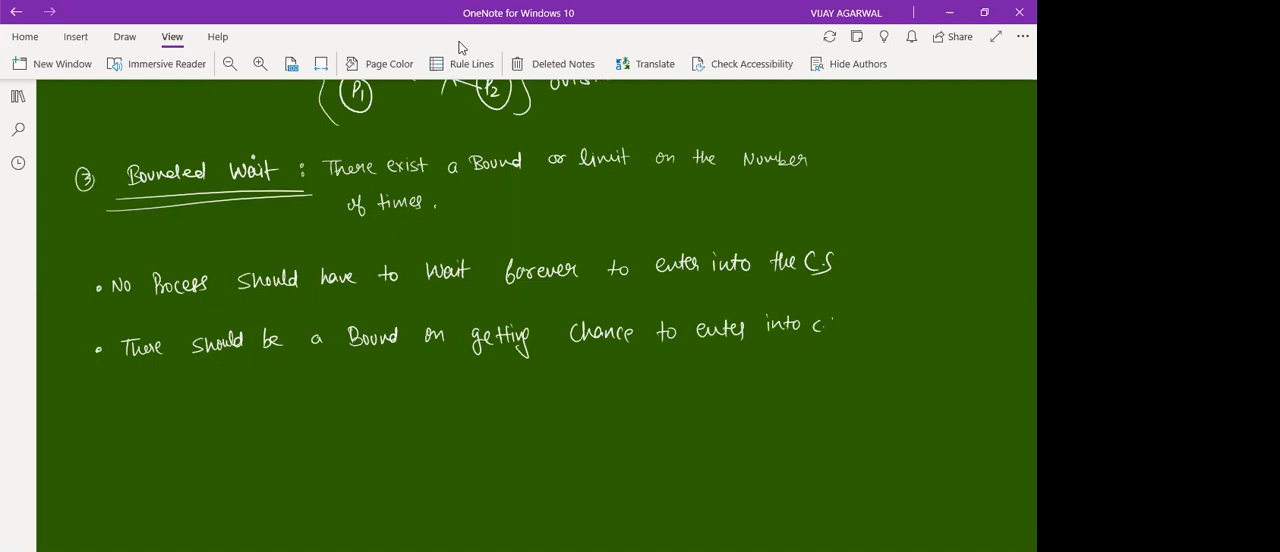 OneNote for Windows 10
VIJAY AGARWAL
Home Insert Draw View Help
Share
New Window Immersive Reader Page Color Rule Lines Deleted Notes Translate Check Accessibility Hide Authors
P1 P2
③ Bounded Wait : There exist a Bound or limit on the Number
of times.
• No Process should have to Wait forever to enter into the C.S
• There should be a Bound on getting Chance to enter into c.